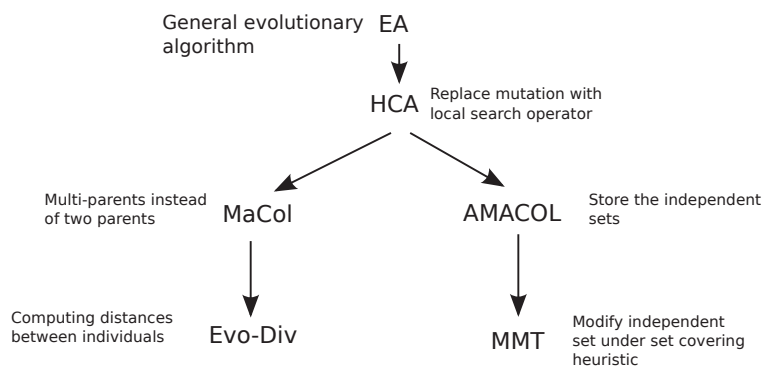 General evolutionary
algorithm
EA
HCA
Replace mutation with
local search operator
Multi-parents instead
of two parents
MaCol
AMACOL
Store the independent
sets
Computing distances
between individuals
Evo-Div
MMT
Modify independent
set under set covering
heuristic